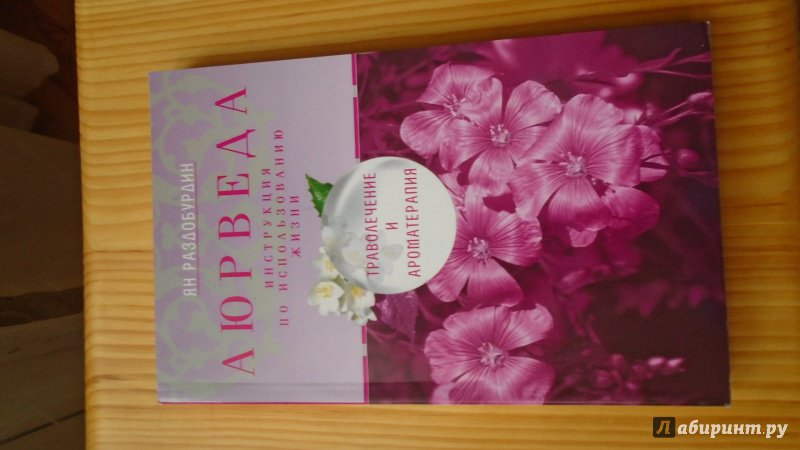 ЯН РАЗДОБУРДИН
АЮРВЕДА
ИНСТРУКЦИЯ
ПО ИСПОЛЬЗОВАНИЮ
ЖИЗНИ
ТРАВОЛЕЧЕНИЕ
И
АРОМАТЕРАПИЯ
Лабиринт.ру